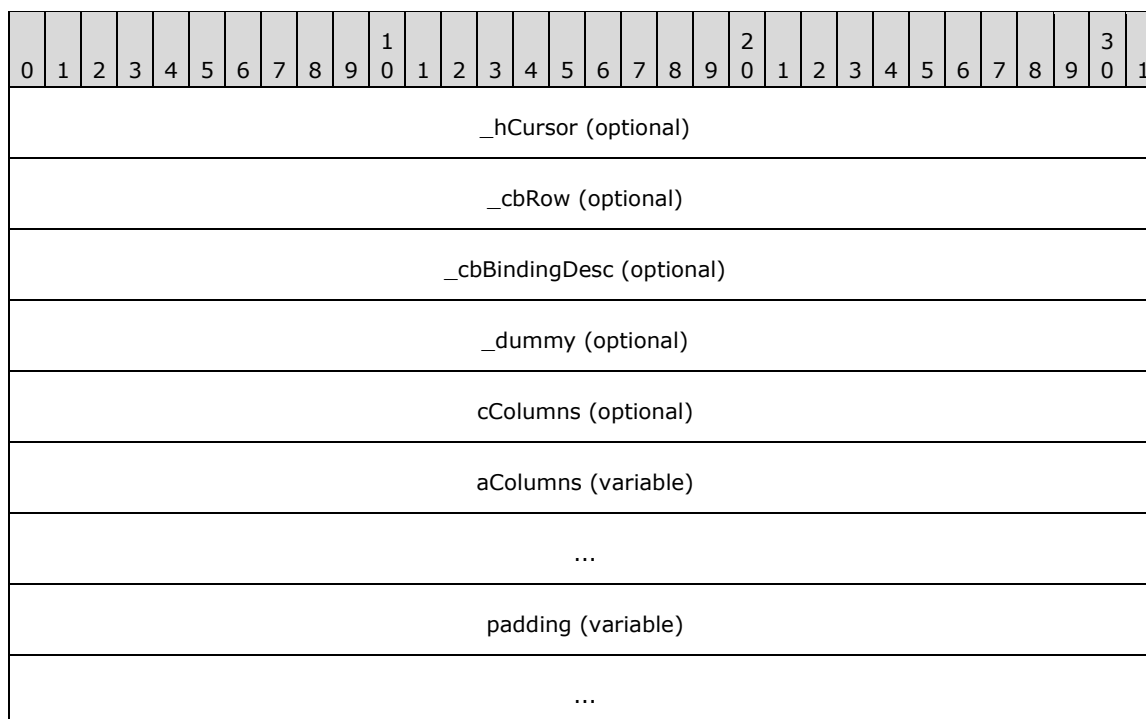 1 2 3
0 1 2 3 4 5 6 7 8 9 0 1 2 3 4 5 6 7 8 9 0 1 2 3 4 5 6 7 8 9 0 1
_hCursor (optional)
_cbRow (optional)
_cbBindingDesc (optional)
_dummy (optional)
cColumns (optional)
aColumns (variable)
...
padding (variable)
...